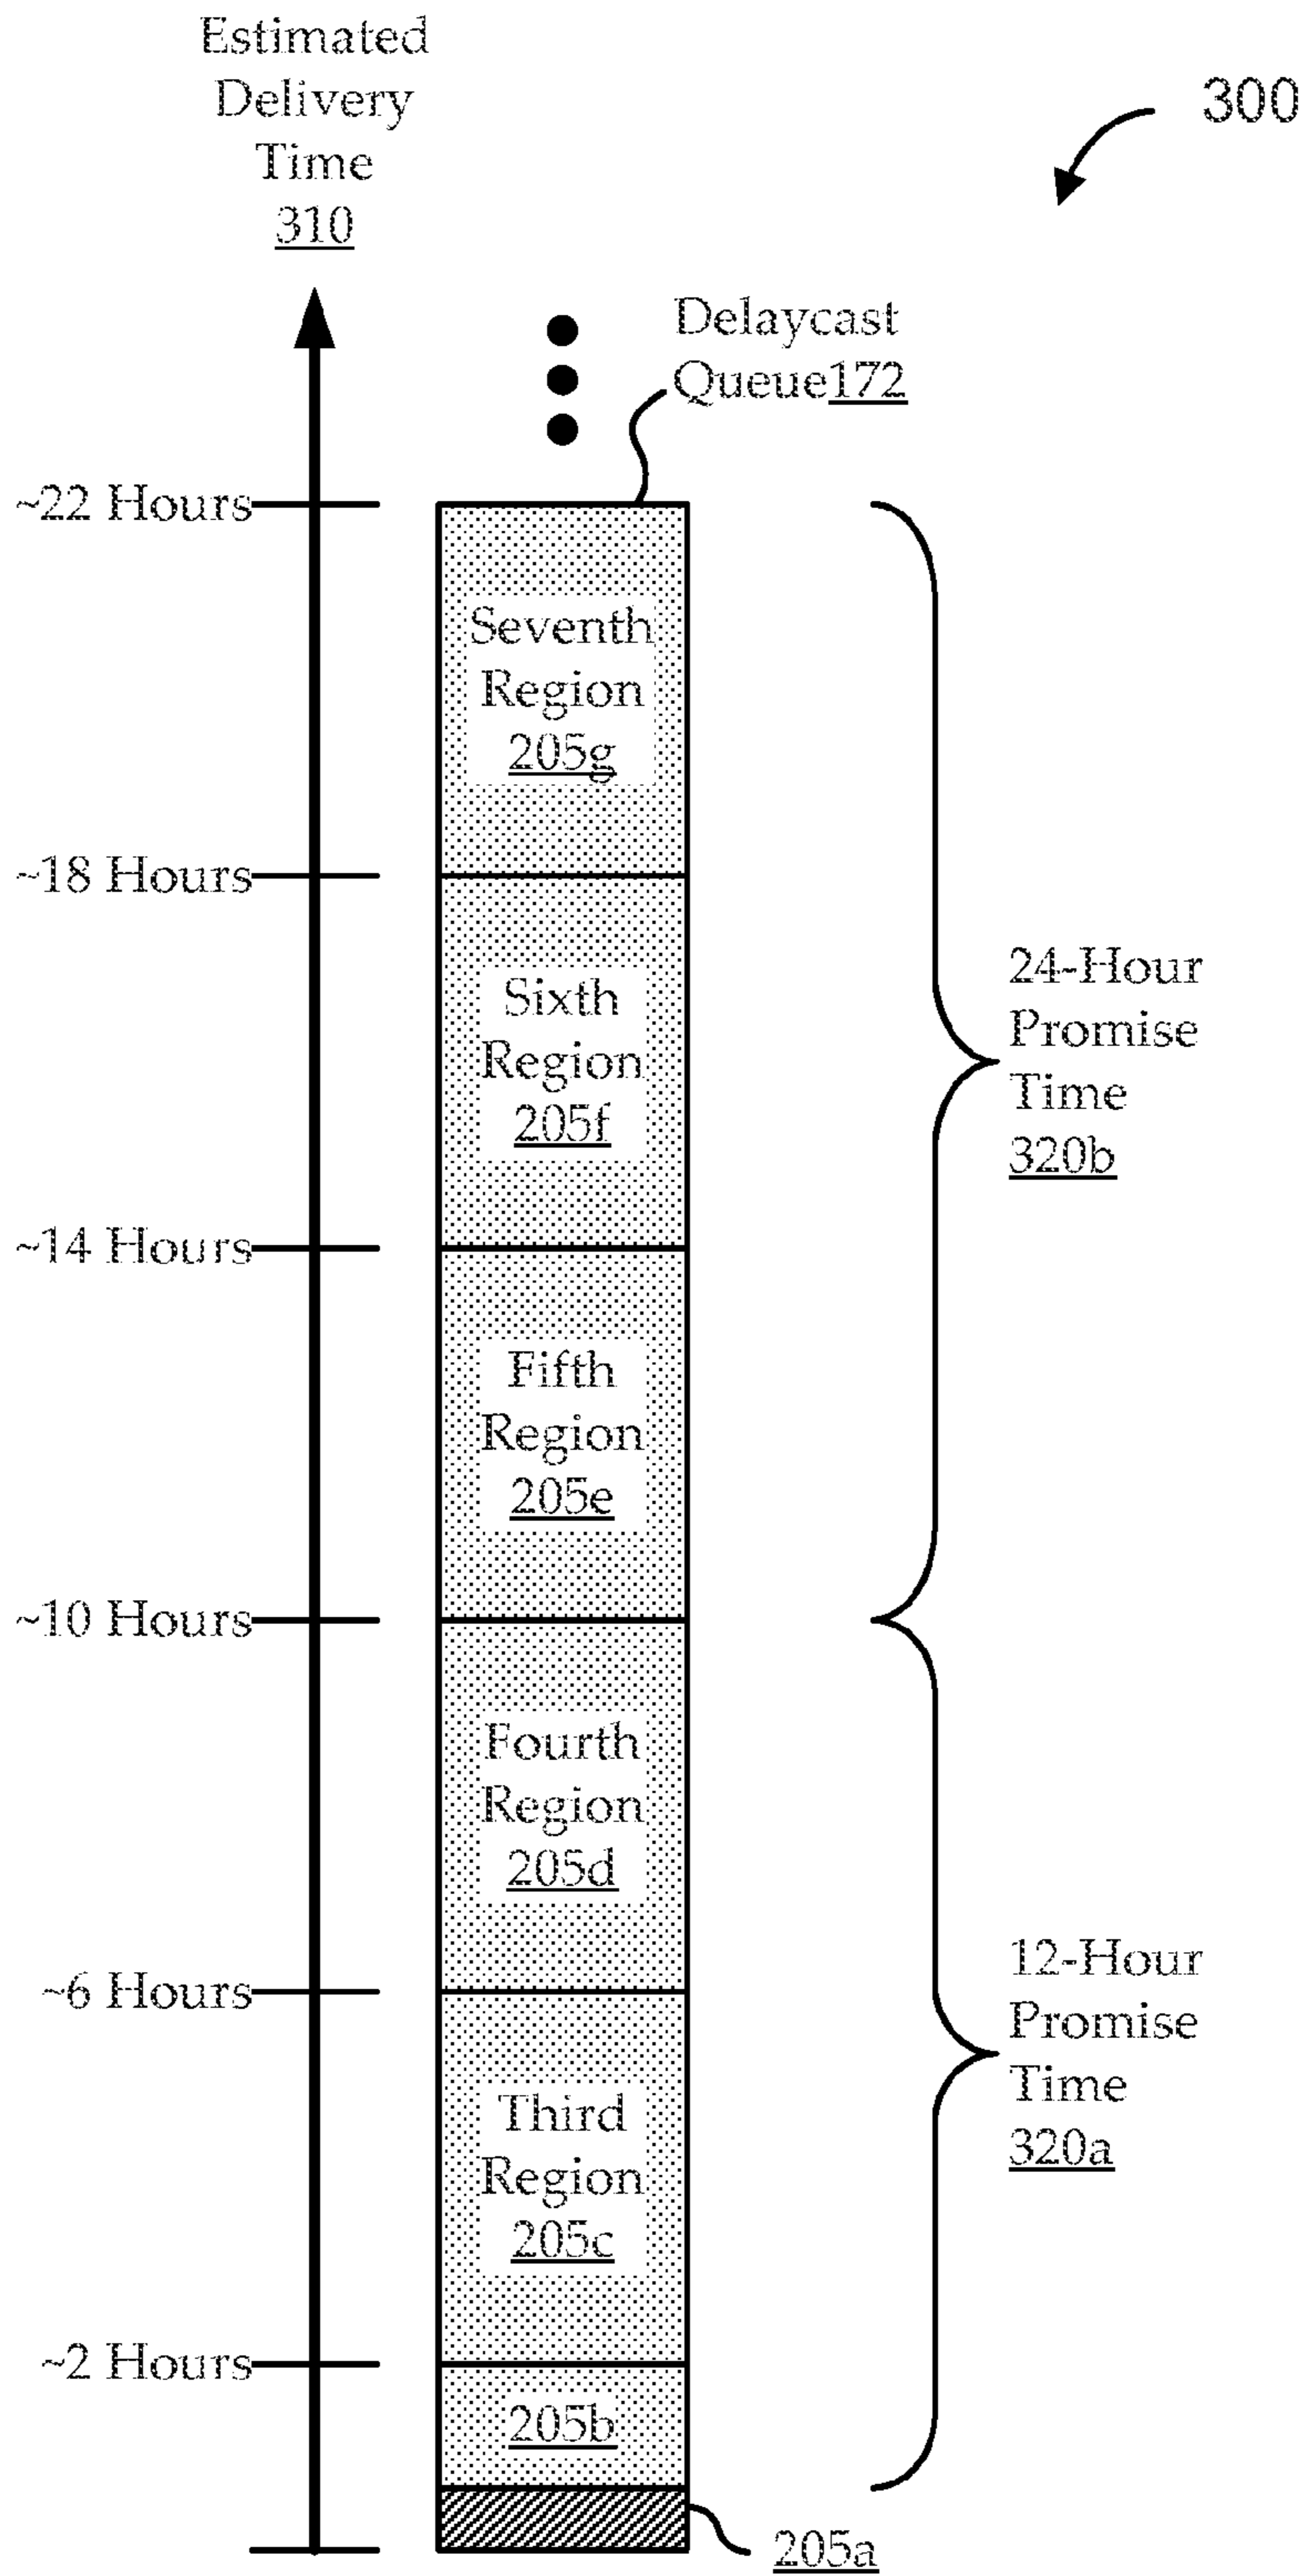 Estimated
Delivery
Time
310
300
Delaycast
Queue172
~22 Hours
Seventh
Region
205g
~18 Hours
24-Hour
Promise
Time
320b
Sixth
Region
205f
~14 Hours
Fifth
Region
205e
~10 Hours
Fourth
Region
205d
12-Hour
Promise
Time
320a
~6 Hours
Third
Region
205c
~2 Hours
205b
205a